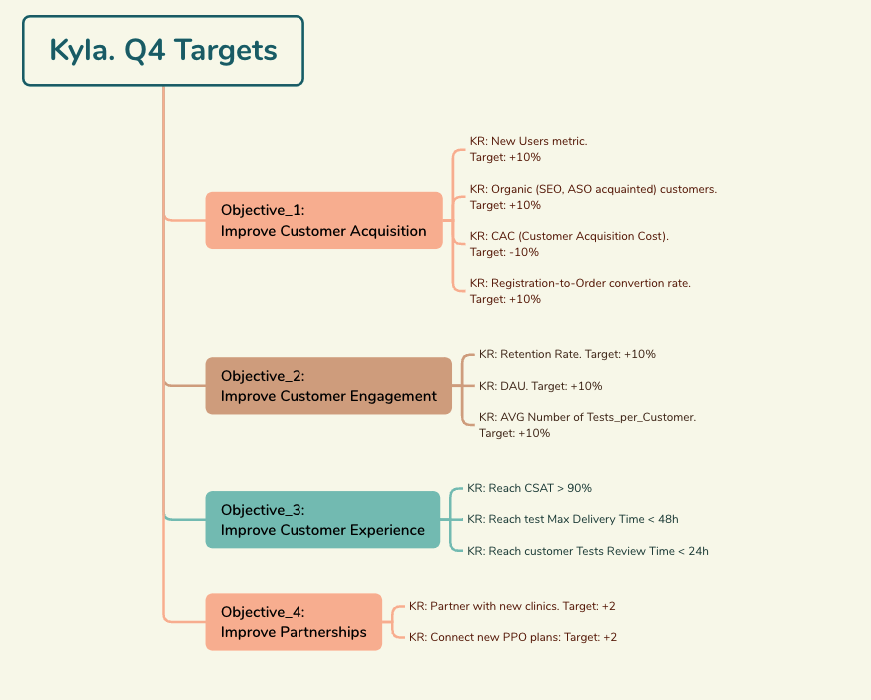 Kyla. Q4 Targets
KR: New Users metric.
Target: +10%
KR: Organic (SEO, ASO acquainted) customers.
Target: +10%
Objective_1:
Improve Customer Acquisition
KR: CAC (Customer Acquisition Cost).
Target: -10%
KR: Registration-to-Order convertion rate.
Target: +10%
Objective_2:
Improve Customer Engagement
KR: Retention Rate. Target: +10%
KR: DAU. Target: +10%
KR: AVG Number of Tests_per_Customer.
Target: +10%
Objective_3:
Improve Customer Experience
KR: Reach CSAT > 90%
KR: Reach test Max Delivery Time < 48h
KR: Reach customer Tests Review Time < 24h
Objective_4:
Improve Partnerships
KR: Partner with new clinics. Target: +2
KR: Connect new PPO plans: Target: +2